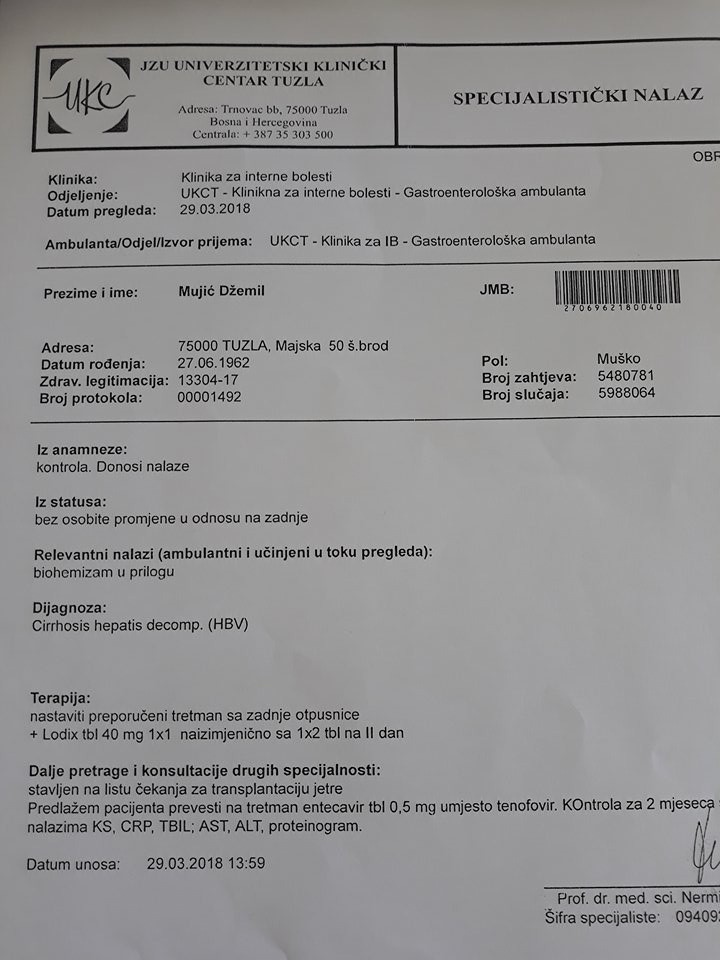 UKC
JZU UNIVERZITETSKI KLINIČKI
CENTAR TUZLA
Adresa: Trnovac bb, 75000 Tuzla
Bosna i Hercegovina
Centrala: + 387 35 303 500
SPECIJALISTIČKI NALAZ
OBR
Klinika: Klinika za interne bolesti
Odjeljenje: UKCT - Klinikna za interne bolesti - Gastroenterološka ambulanta
Datum pregleda: 29.03.2018
Ambulanta/Odjel/Izvor prijema: UKCT - Klinika za IB - Gastroenterološka ambulanta
Prezime i ime: Mujić Džemil JMB:
2706962180040
Adresa: 75000 TUZLA, Majska 50 š.brod
Datum rođenja: 27.06.1962 Pol: Muško
Zdrav. legitimacija: 13304-17 Broj zahtjeva: 5480781
Broj protokola: 00001492 Broj slučaja: 5988064
Iz anamneze:
kontrola. Donosi nalaze
Iz statusa:
bez osobite promjene u odnosu na zadnje
Relevantni nalazi (ambulantni i učinjeni u toku pregleda):
biohemizam u prilogu
Dijagnoza:
Cirrhosis hepatis decomp. (HBV)
Terapija:
nastaviti preporučeni tretman sa zadnje otpusnice
+ Lodix tbl 40 mg 1x1 naizimjenično sa 1x2 tbl na II dan
Dalje pretrage i konsultacije drugih specijalnosti:
stavljen na listu čekanja za transplantaciju jetre
Predlažem pacijenta prevesti na tretman entecavir tbl 0,5 mg umjesto tenofovir. KOntrola za 2 mjeseca
nalazima KS, CRP, TBIL; AST, ALT, proteinogram.
Datum unosa: 29.03.2018 13:59
Prof. dr. med. sci. Nermi
Šifra specijaliste: 09409